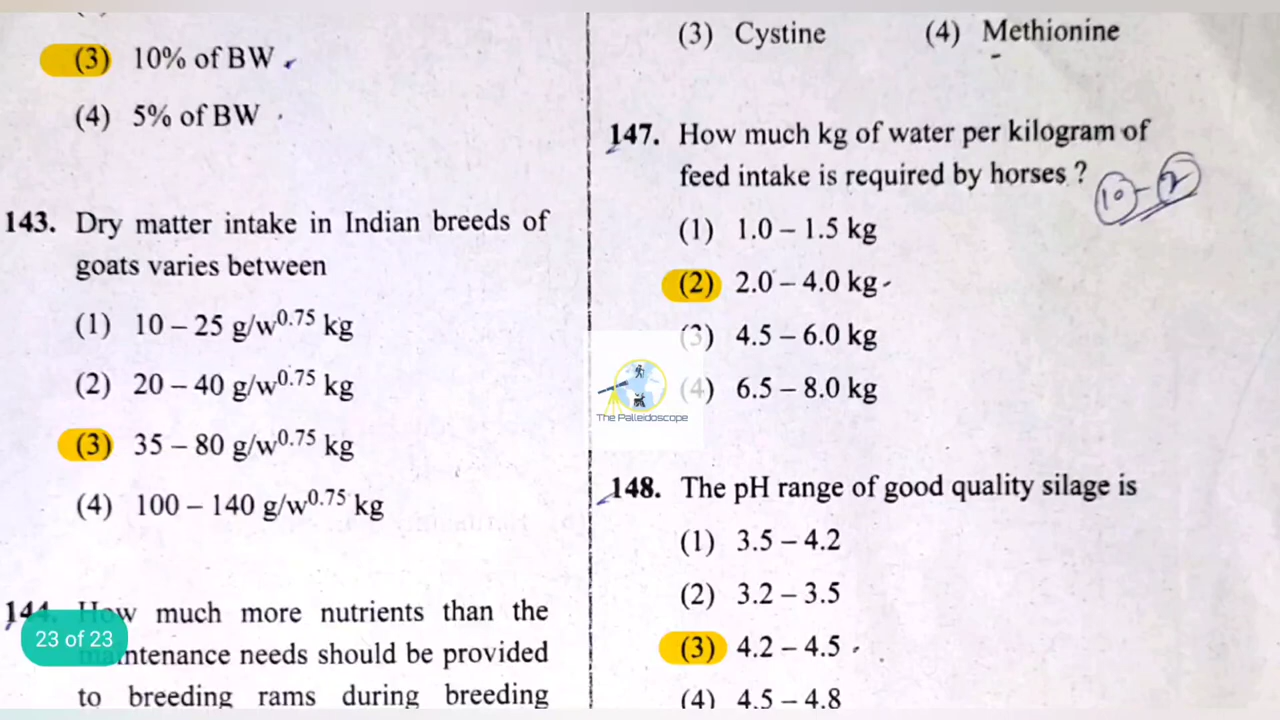 (3) 10% of BW
(4) 5% of BW
143. Dry matter intake in Indian breeds of
goats varies between
(1) 10 – 25 g/w^0.75 kg
(2) 20 – 40 g/w^0.75 kg
(3) 35 – 80 g/w^0.75 kg
(4) 100 – 140 g/w^0.75 kg
144. How much more nutrients than the
maintenance needs should be provided
to breeding rams during breeding
23 of 23
(3) Cystine (4) Methionine
147. How much kg of water per kilogram of
feed intake is required by horses ?
10 - 2
(1) 1.0 – 1.5 kg
(2) 2.0 – 4.0 kg
(3) 4.5 – 6.0 kg
(4) 6.5 – 8.0 kg
The Palleidoscope
148. The pH range of good quality silage is
(1) 3.5 – 4.2
(2) 3.2 – 3.5
(3) 4.2 – 4.5
(4) 4.5 – 4.8